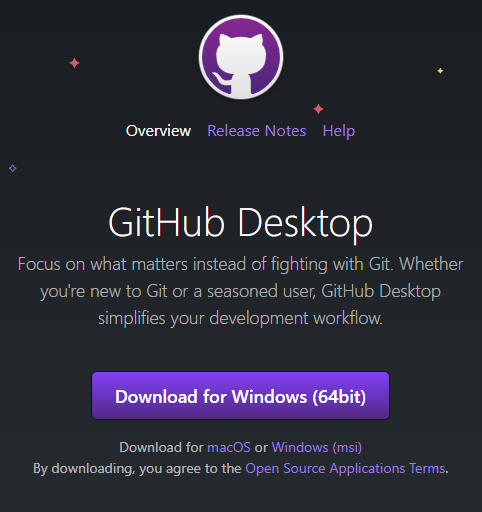 Overview Release Notes Help
GitHub Desktop
Focus on what matters instead of fighting with Git. Whether
you're new to Git or a seasoned user, GitHub Desktop
simplifies your development workflow.
Download for Windows (64bit)
Download for macOS or Windows (msi)
By downloading, you agree to the Open Source Applications Terms.